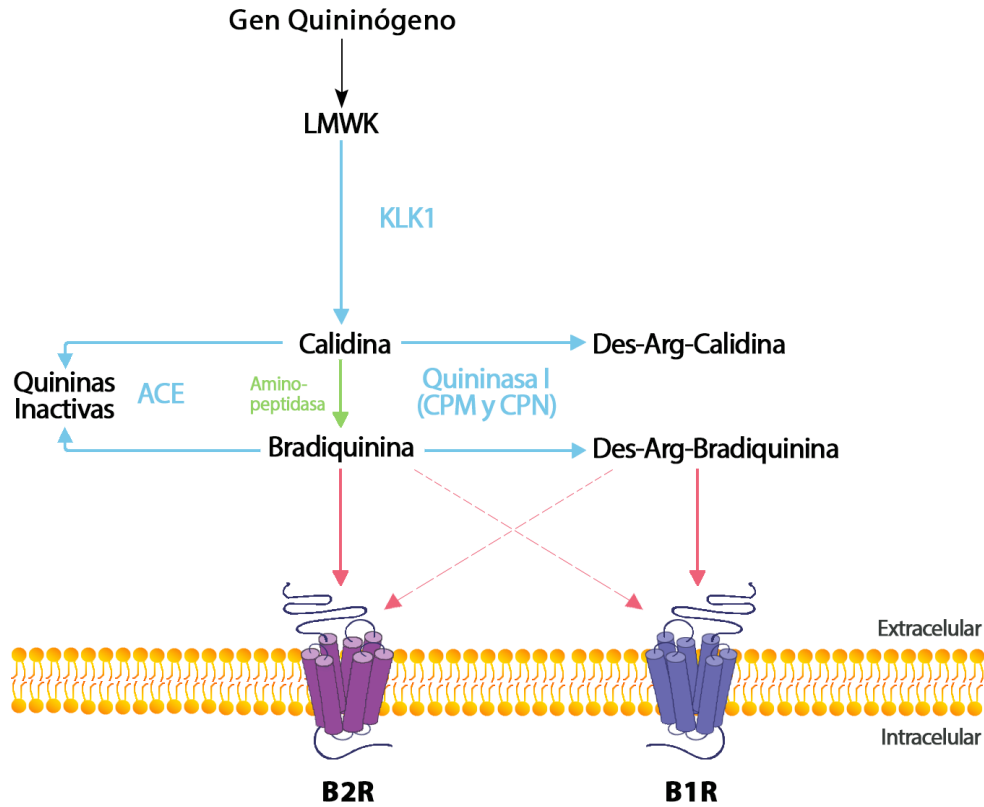 Gen Quininógeno
LMWK
KLK1
Calidina
Des-Arg-Calidina
Quininas
Inactivas
ACE
Amino-
peptidasa
Quininasa I
(CPM y CPN)
Bradiquinina
Des-Arg-Bradiquinina
Extracelular
Intracelular
B2R
B1R